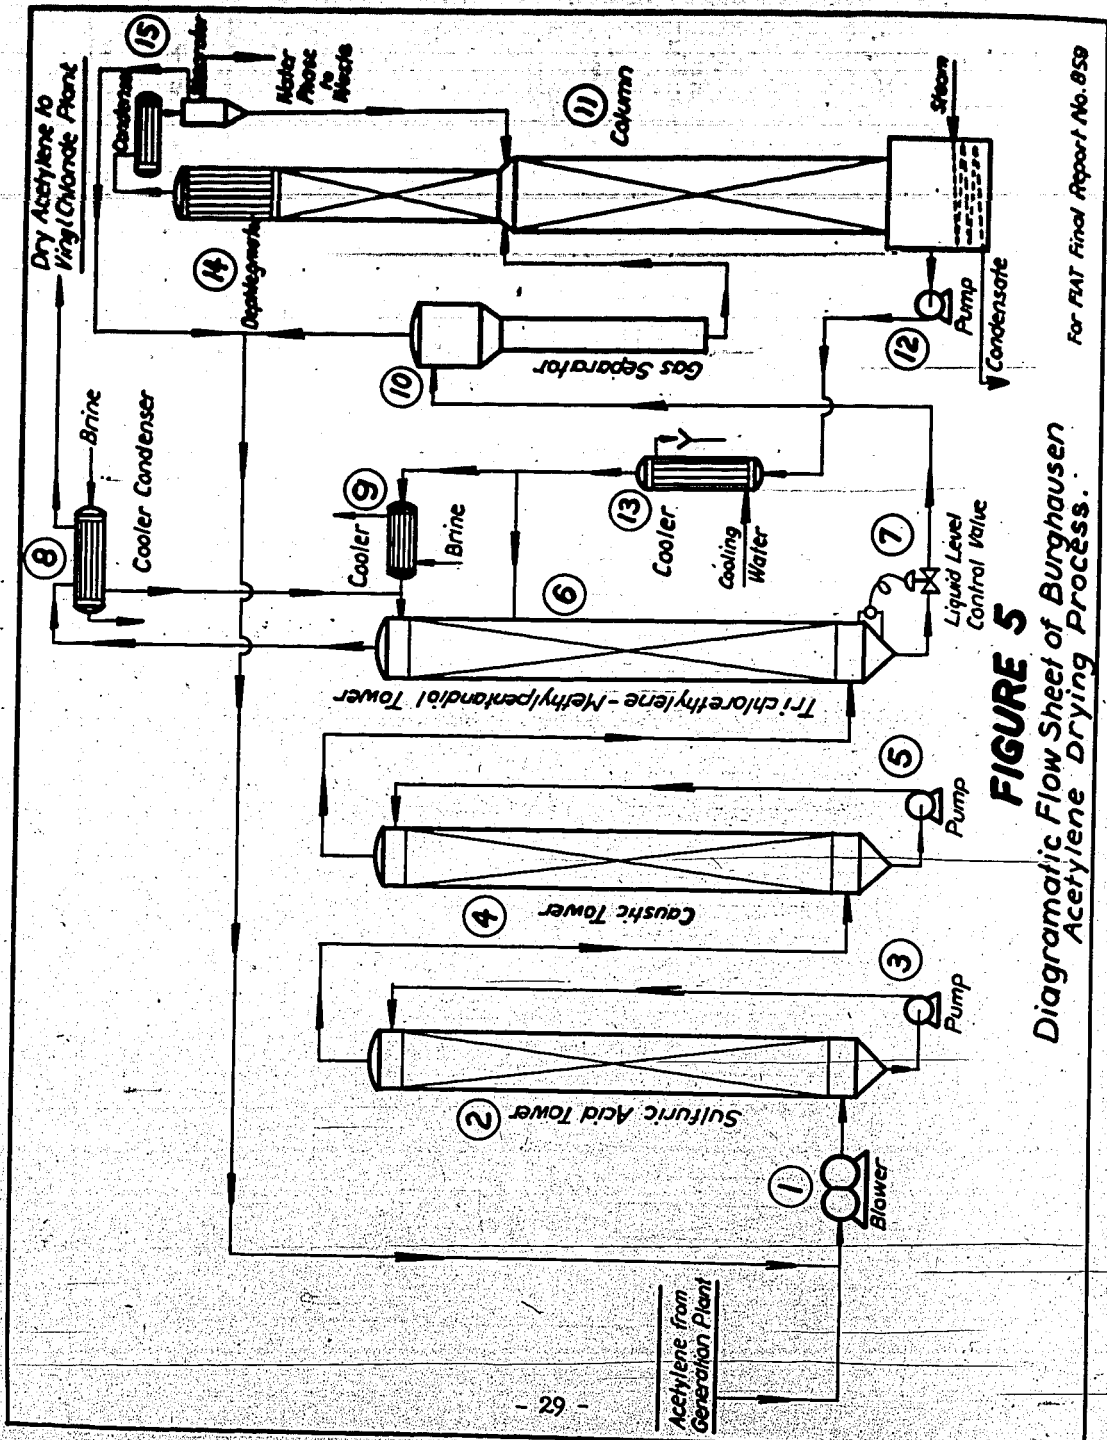 Dry Acetylene to
Vinyl Chloride Plant
15
Condenser
Separator
Water
Phase
to
Waste
11
Column
Steam
14
Dephlegmator
8
Brine
Cooler Condenser
10
Gas Separator
12
Pump
Condensate
9
Cooler
Brine
13
Cooler
Cooling
Water
6
7
Liquid Level
Control Valve
Trichlorethylene-Methylpentandial Tower
5
Pump
4
Caustic Tower
3
Pump
2
Sulfuric Acid Tower
1
Blower
Acetylene from
Generation Plant
FIGURE 5
Diagramatic Flow Sheet of Burghausen
Acetylene Drying Process.
For FIAT Final Report No. 859
- 29 -